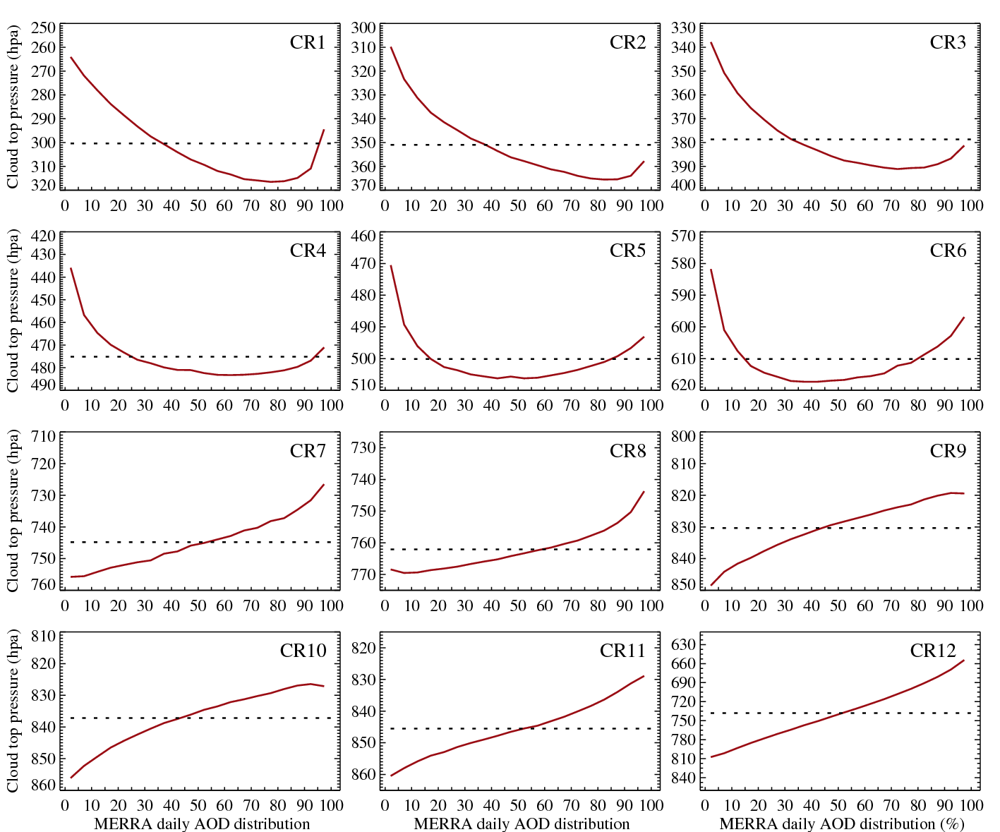 CR1
Cloud top pressure (hpa)
250
260
270
280
290
300
310
320
0 10 20 30 40 50 60 70 80 90 100
CR2
300
310
320
330
340
350
360
370
0 10 20 30 40 50 60 70 80 90 100
CR3
330
340
350
360
370
380
390
400
0 10 20 30 40 50 60 70 80 90 100
CR4
Cloud top pressure (hpa)
420
430
440
450
460
470
480
490
0 10 20 30 40 50 60 70 80 90 100
CR5
460
470
480
490
500
510
0 10 20 30 40 50 60 70 80 90 100
CR6
570
580
590
600
610
620
0 10 20 30 40 50 60 70 80 90 100
CR7
Cloud top pressure (hpa)
710
720
730
740
750
760
0 10 20 30 40 50 60 70 80 90 100
CR8
730
740
750
760
770
0 10 20 30 40 50 60 70 80 90 100
CR9
800
810
820
830
840
850
0 10 20 30 40 50 60 70 80 90 100
CR10
Cloud top pressure (hpa)
810
820
830
840
850
860
0 10 20 30 40 50 60 70 80 90 100
MERRA daily AOD distribution
CR11
820
830
840
850
860
0 10 20 30 40 50 60 70 80 90 100
MERRA daily AOD distribution
CR12
630
660
690
720
750
780
810
840
0 10 20 30 40 50 60 70 80 90 100
MERRA daily AOD distribution (%)